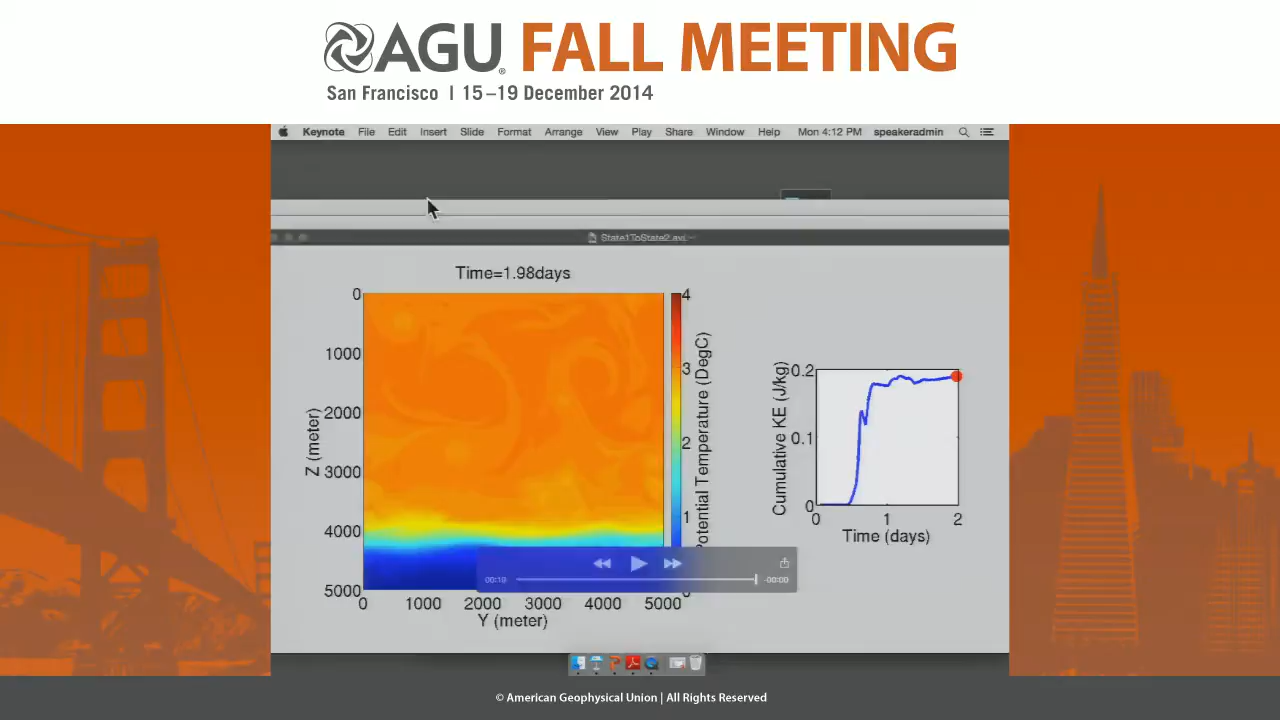 AGU® FALL MEETING
San Francisco | 15–19 December 2014
Keynote File Edit Insert Slide Format Arrange View Play Share Window Help Mon 4:12 PM speakeradmin
State1ToState2.avi
Time=1.98days
0
1000
2000
3000
4000
5000
Z (meter)
0 1000 2000 3000 4000 5000
Y (meter)
4
3
2
1
0
Potential Temperature (DegC)
00:19
-00:00
0.2
0.1
0
Cumulative KE (J/kg)
0 1 2
Time (days)
© American Geophysical Union | All Rights Reserved